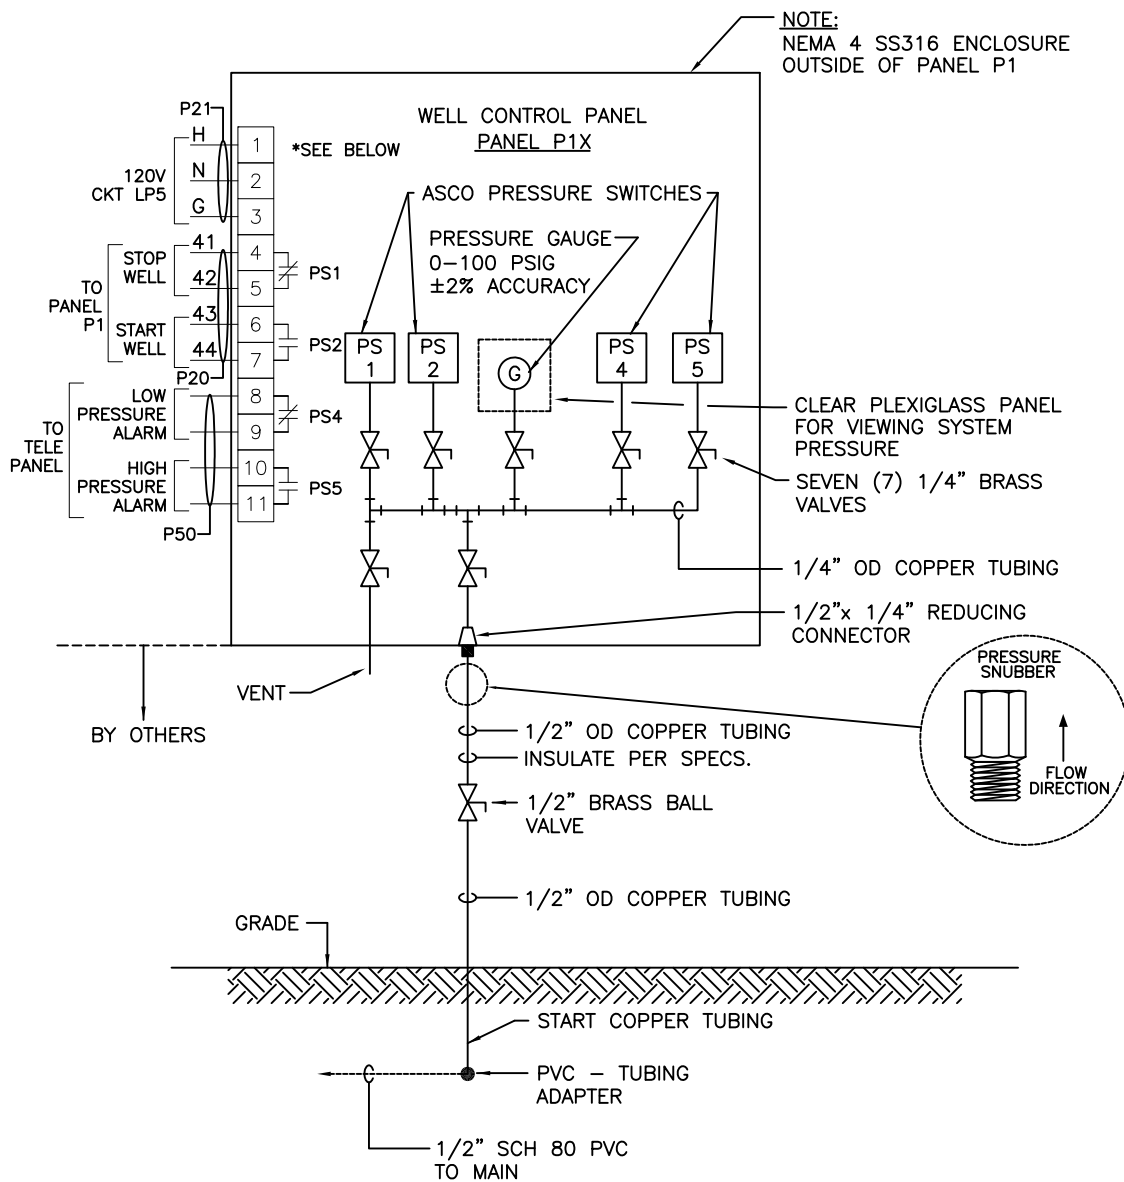 NOTE:
NEMA 4 SS316 ENCLOSURE
OUTSIDE OF PANEL P1
WELL CONTROL PANEL
PANEL P1X
P21
H
N
G
120V
CKT LP5
1
2
3
*SEE BELOW
ASCO PRESSURE SWITCHES
PRESSURE GAUGE
0-100 PSIG
±2% ACCURACY
TO
PANEL
P1
STOP
WELL
41
42
4
5
PS1
START
WELL
43
44
6
7
PS2
P20
TO
TELE
PANEL
LOW
PRESSURE
ALARM
8
9
PS4
HIGH
PRESSURE
ALARM
10
11
PS5
P50
PS
1
PS
2
G
PS
4
PS
5
CLEAR PLEXIGLASS PANEL
FOR VIEWING SYSTEM
PRESSURE
SEVEN (7) 1/4" BRASS
VALVES
1/4" OD COPPER TUBING
1/2"x 1/4" REDUCING
CONNECTOR
VENT
BY OTHERS
PRESSURE
SNUBBER
FLOW
DIRECTION
1/2" OD COPPER TUBING
INSULATE PER SPECS.
1/2" BRASS BALL
VALVE
1/2" OD COPPER TUBING
GRADE
START COPPER TUBING
PVC - TUBING
ADAPTER
1/2" SCH 80 PVC
TO MAIN